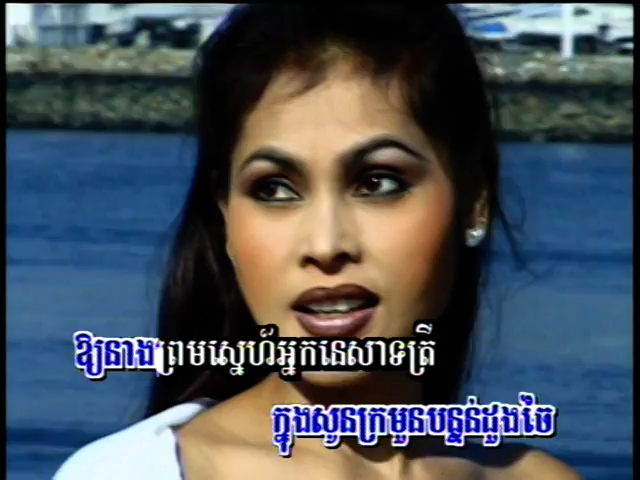 ឱ្យនាងព្រមស្នេហ៍អ្នកនេសាទត្រី
ក្នុងសូនក្រមួនបន្ទន់ដួងចៃ